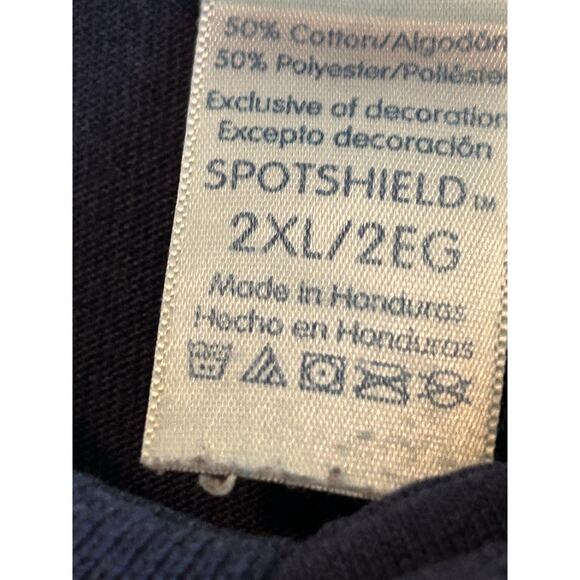 50% Cotton/Algodón
50% Polyester/Poliéster
Exclusive of decoration
Excepto decoración
SPOTSHIELD™
2XL/2EG
Made in Honduras
Hecho en Honduras